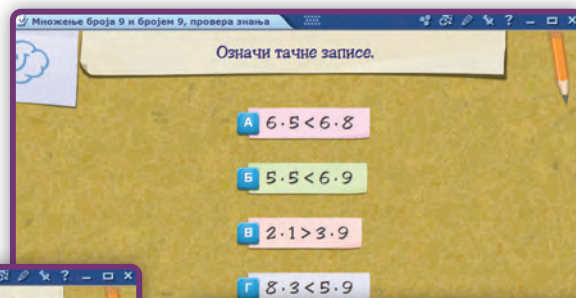 Множење броја 9 и бројем 9, провера знања
Означи тачне записе.
А 6·5<6·8
Б 5·5<6·9
В 2·1>3·9
Г 8·3<5·9